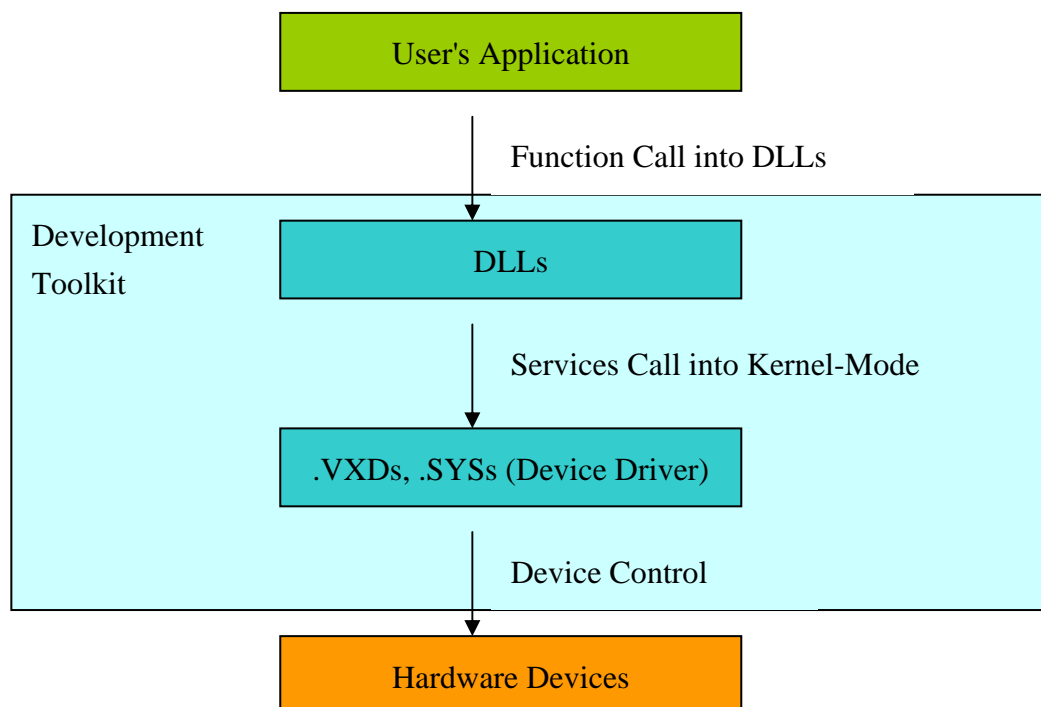 User's Application
Function Call into DLLs
Development
Toolkit
DLLs
Services Call into Kernel-Mode
.VXDs, .SYSs (Device Driver)
Device Control
Hardware Devices